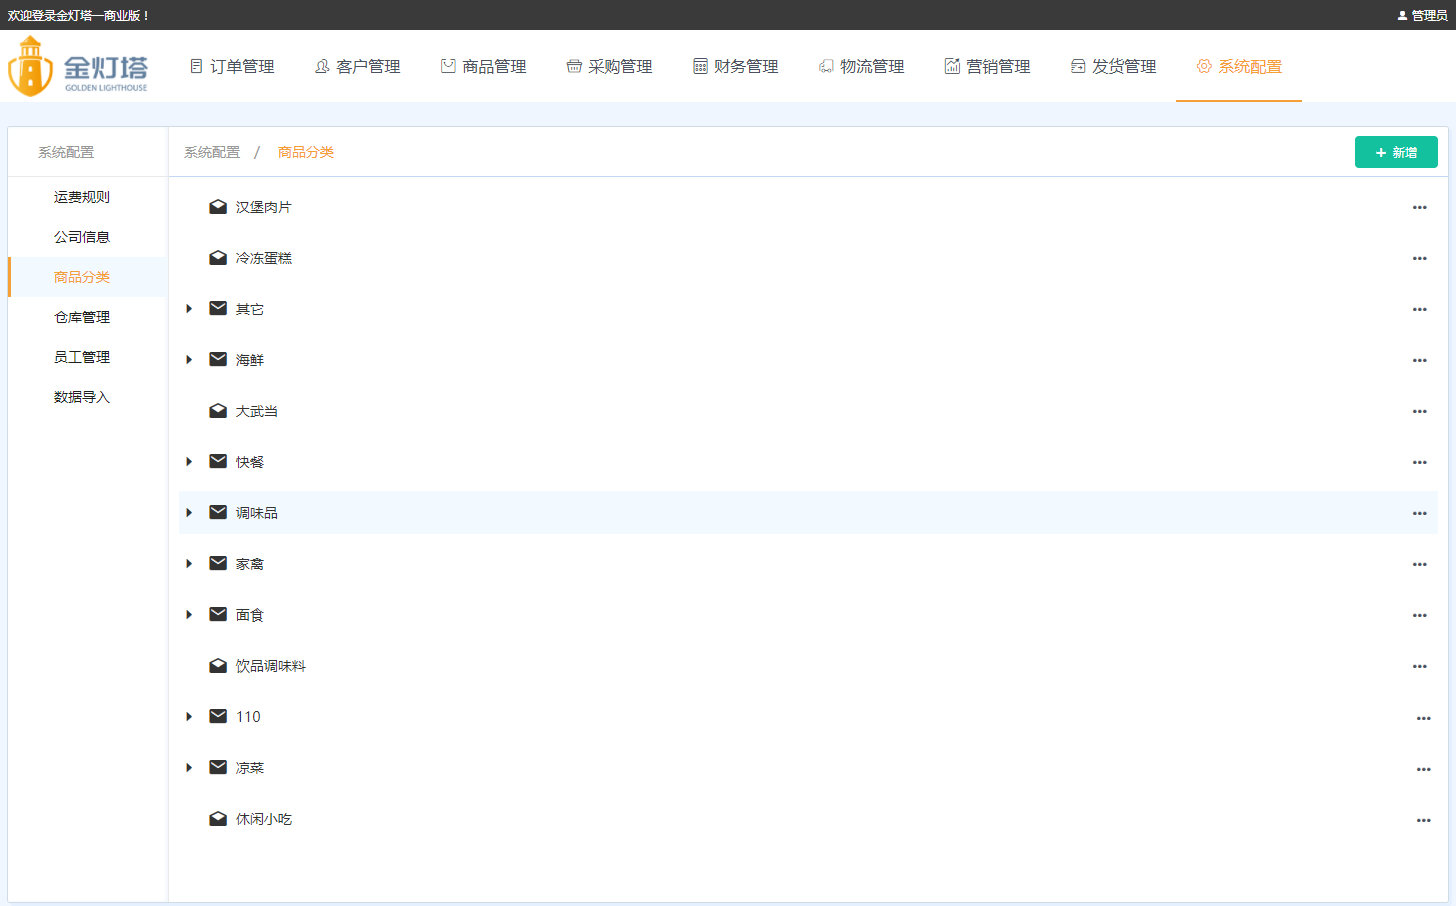 欢迎登录金灯塔—商业版！
管理员
金灯塔
GOLDEN LIGHTHOUSE
订单管理
客户管理
商品管理
采购管理
财务管理
物流管理
营销管理
发货管理
系统配置
系统配置
运费规则
公司信息
商品分类
仓库管理
员工管理
数据导入
系统配置 / 商品分类
+ 新增
汉堡肉片
冷冻蛋糕
其它
海鲜
大武当
快餐
调味品
家禽
面食
饮品调味料
110
凉菜
休闲小吃